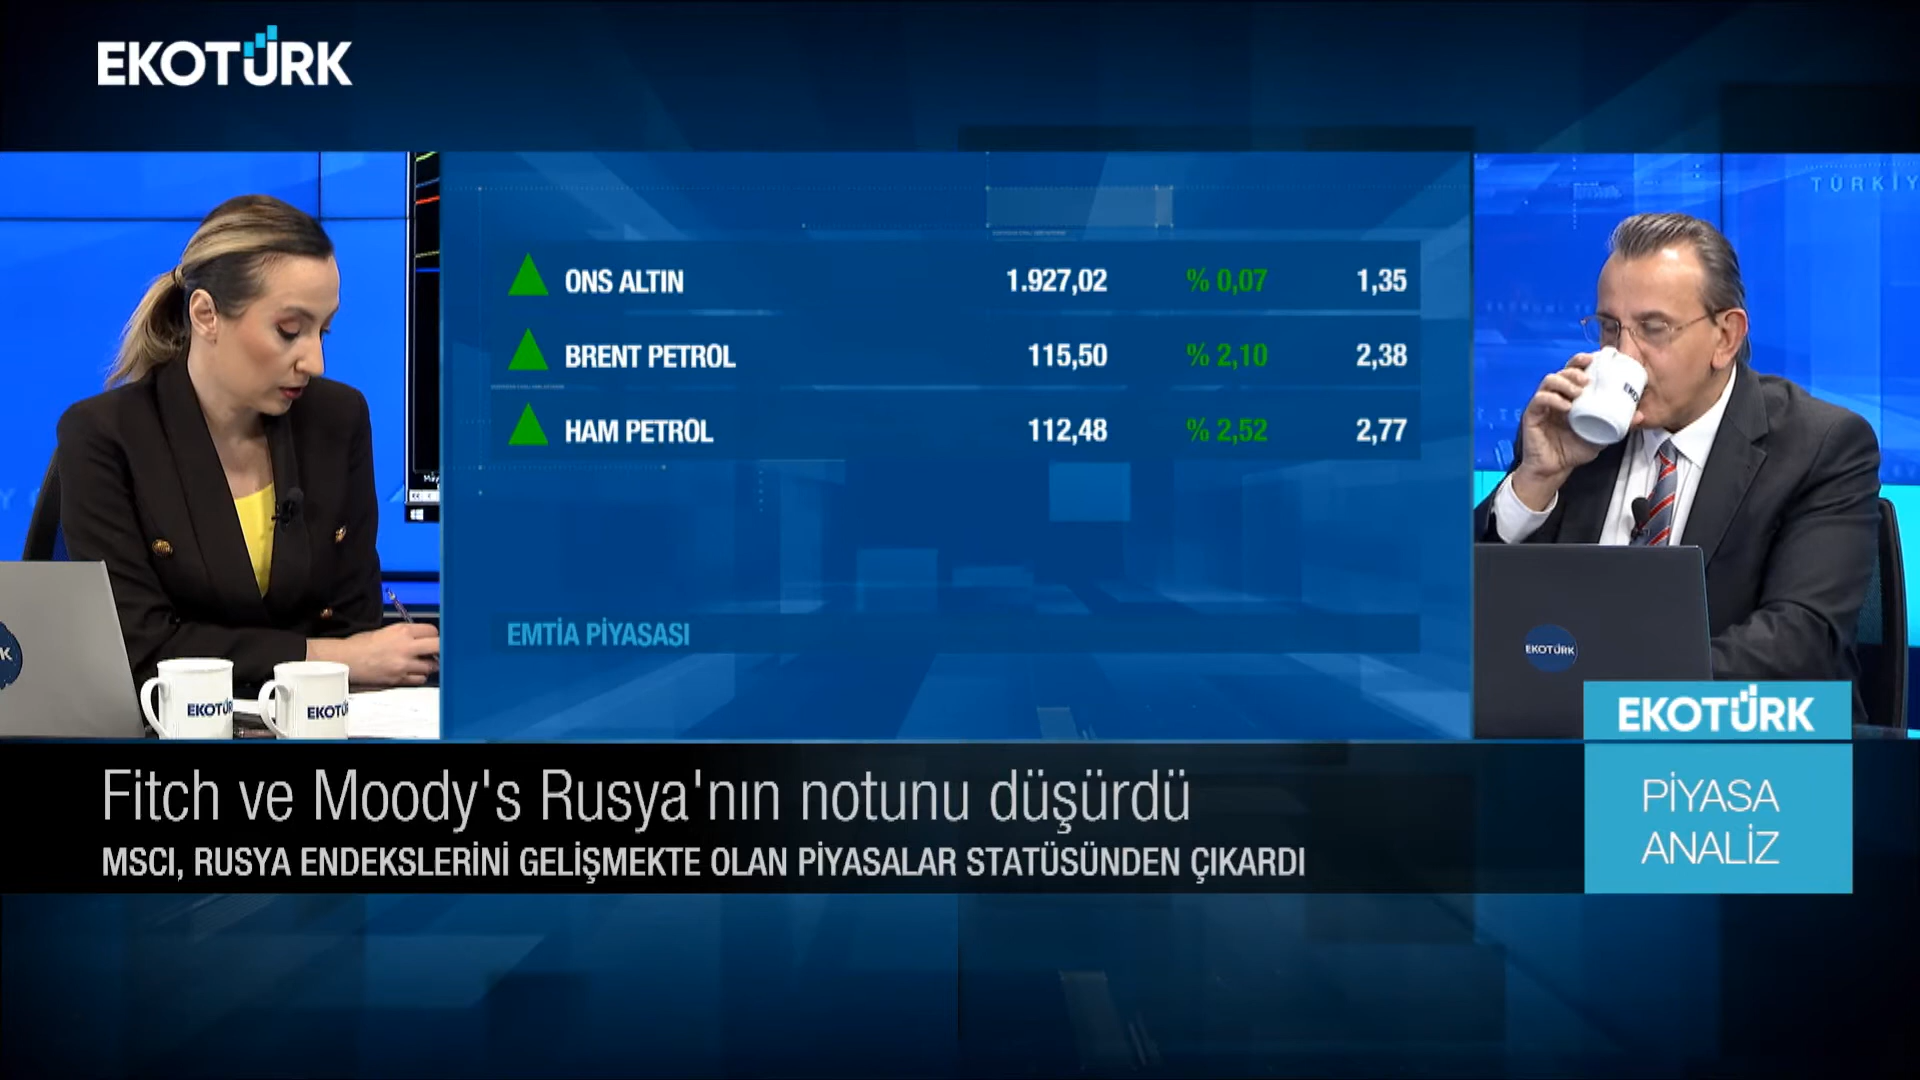 EKOTÜRK
TÜRKİY
ONS ALTIN 1.927,02 % 0,07 1,35
BRENT PETROL 115,50 % 2,10 2,38
HAM PETROL 112,48 % 2,52 2,77
EMTİA PİYASASI
EKOTÜRK
EKOTÜ
EKOTÜRK
Fitch ve Moody's Rusya'nın notunu düşürdü
MSCI, RUSYA ENDEKSLERİNİ GELİŞMEKTE OLAN PİYASALAR STATÜSÜNDEN ÇIKARDI
EKOTÜRK
PİYASA
ANALİZ